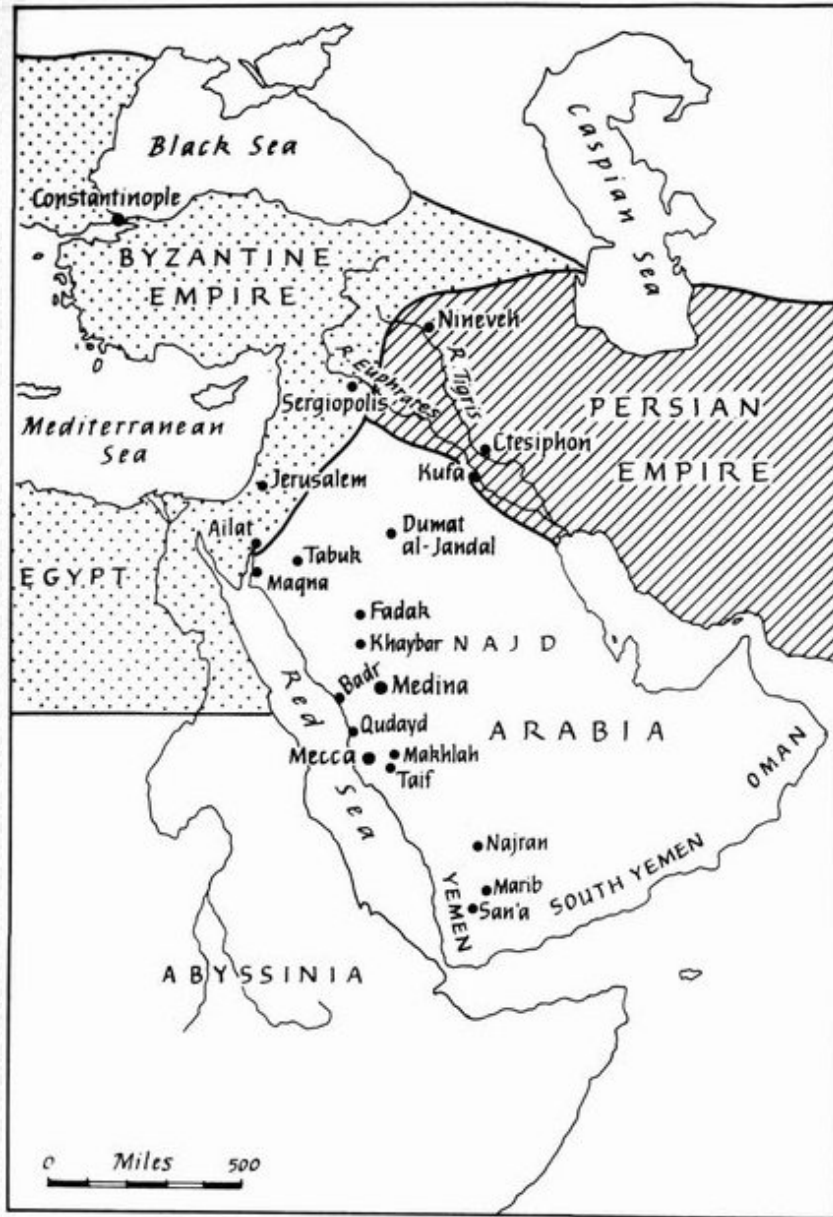 Black Sea
Caspian Sea
Constantinople
BYZANTINE
EMPIRE
Nineveh
R. Euphrates
R. Tigris
Sergiopolis
PERSIAN
EMPIRE
Mediterranean
Sea
Ctesiphon
Kufa
Jerusalem
Dumat
al-Jandal
Ailat
Tabuk
EGYPT
Maqna
Fadak
Khaybar
NAJD
Badr
Medina
Red Sea
Qudayd
ARABIA
Mecca
Makhlah
Taif
OMAN
Najran
Marib
San'a
YEMEN
SOUTH YEMEN
ABYSSINIA
0 Miles 500